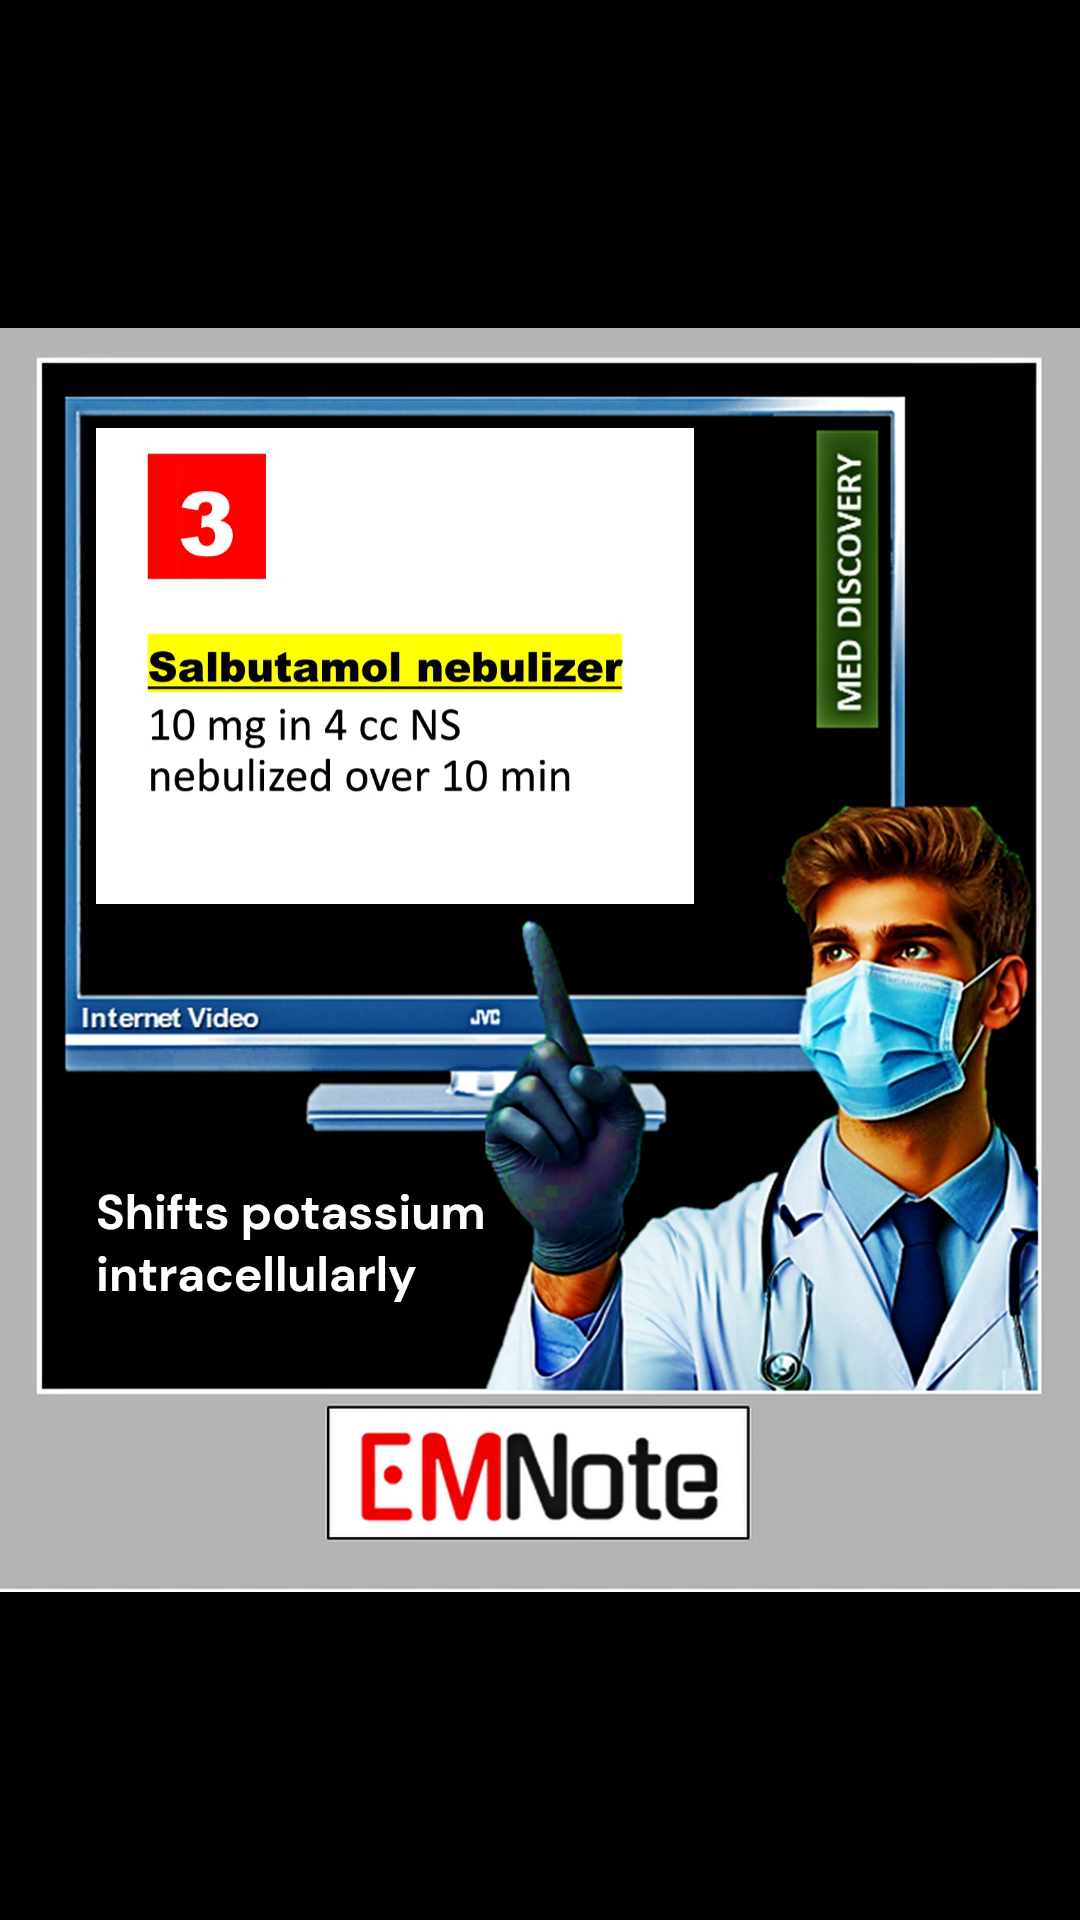 3
MED DISCOVERY
Salbutamol nebulizer
10 mg in 4 cc NS
nebulized over 10 min
Internet Video
JVC
Shifts potassium
intracellularly
EMNote